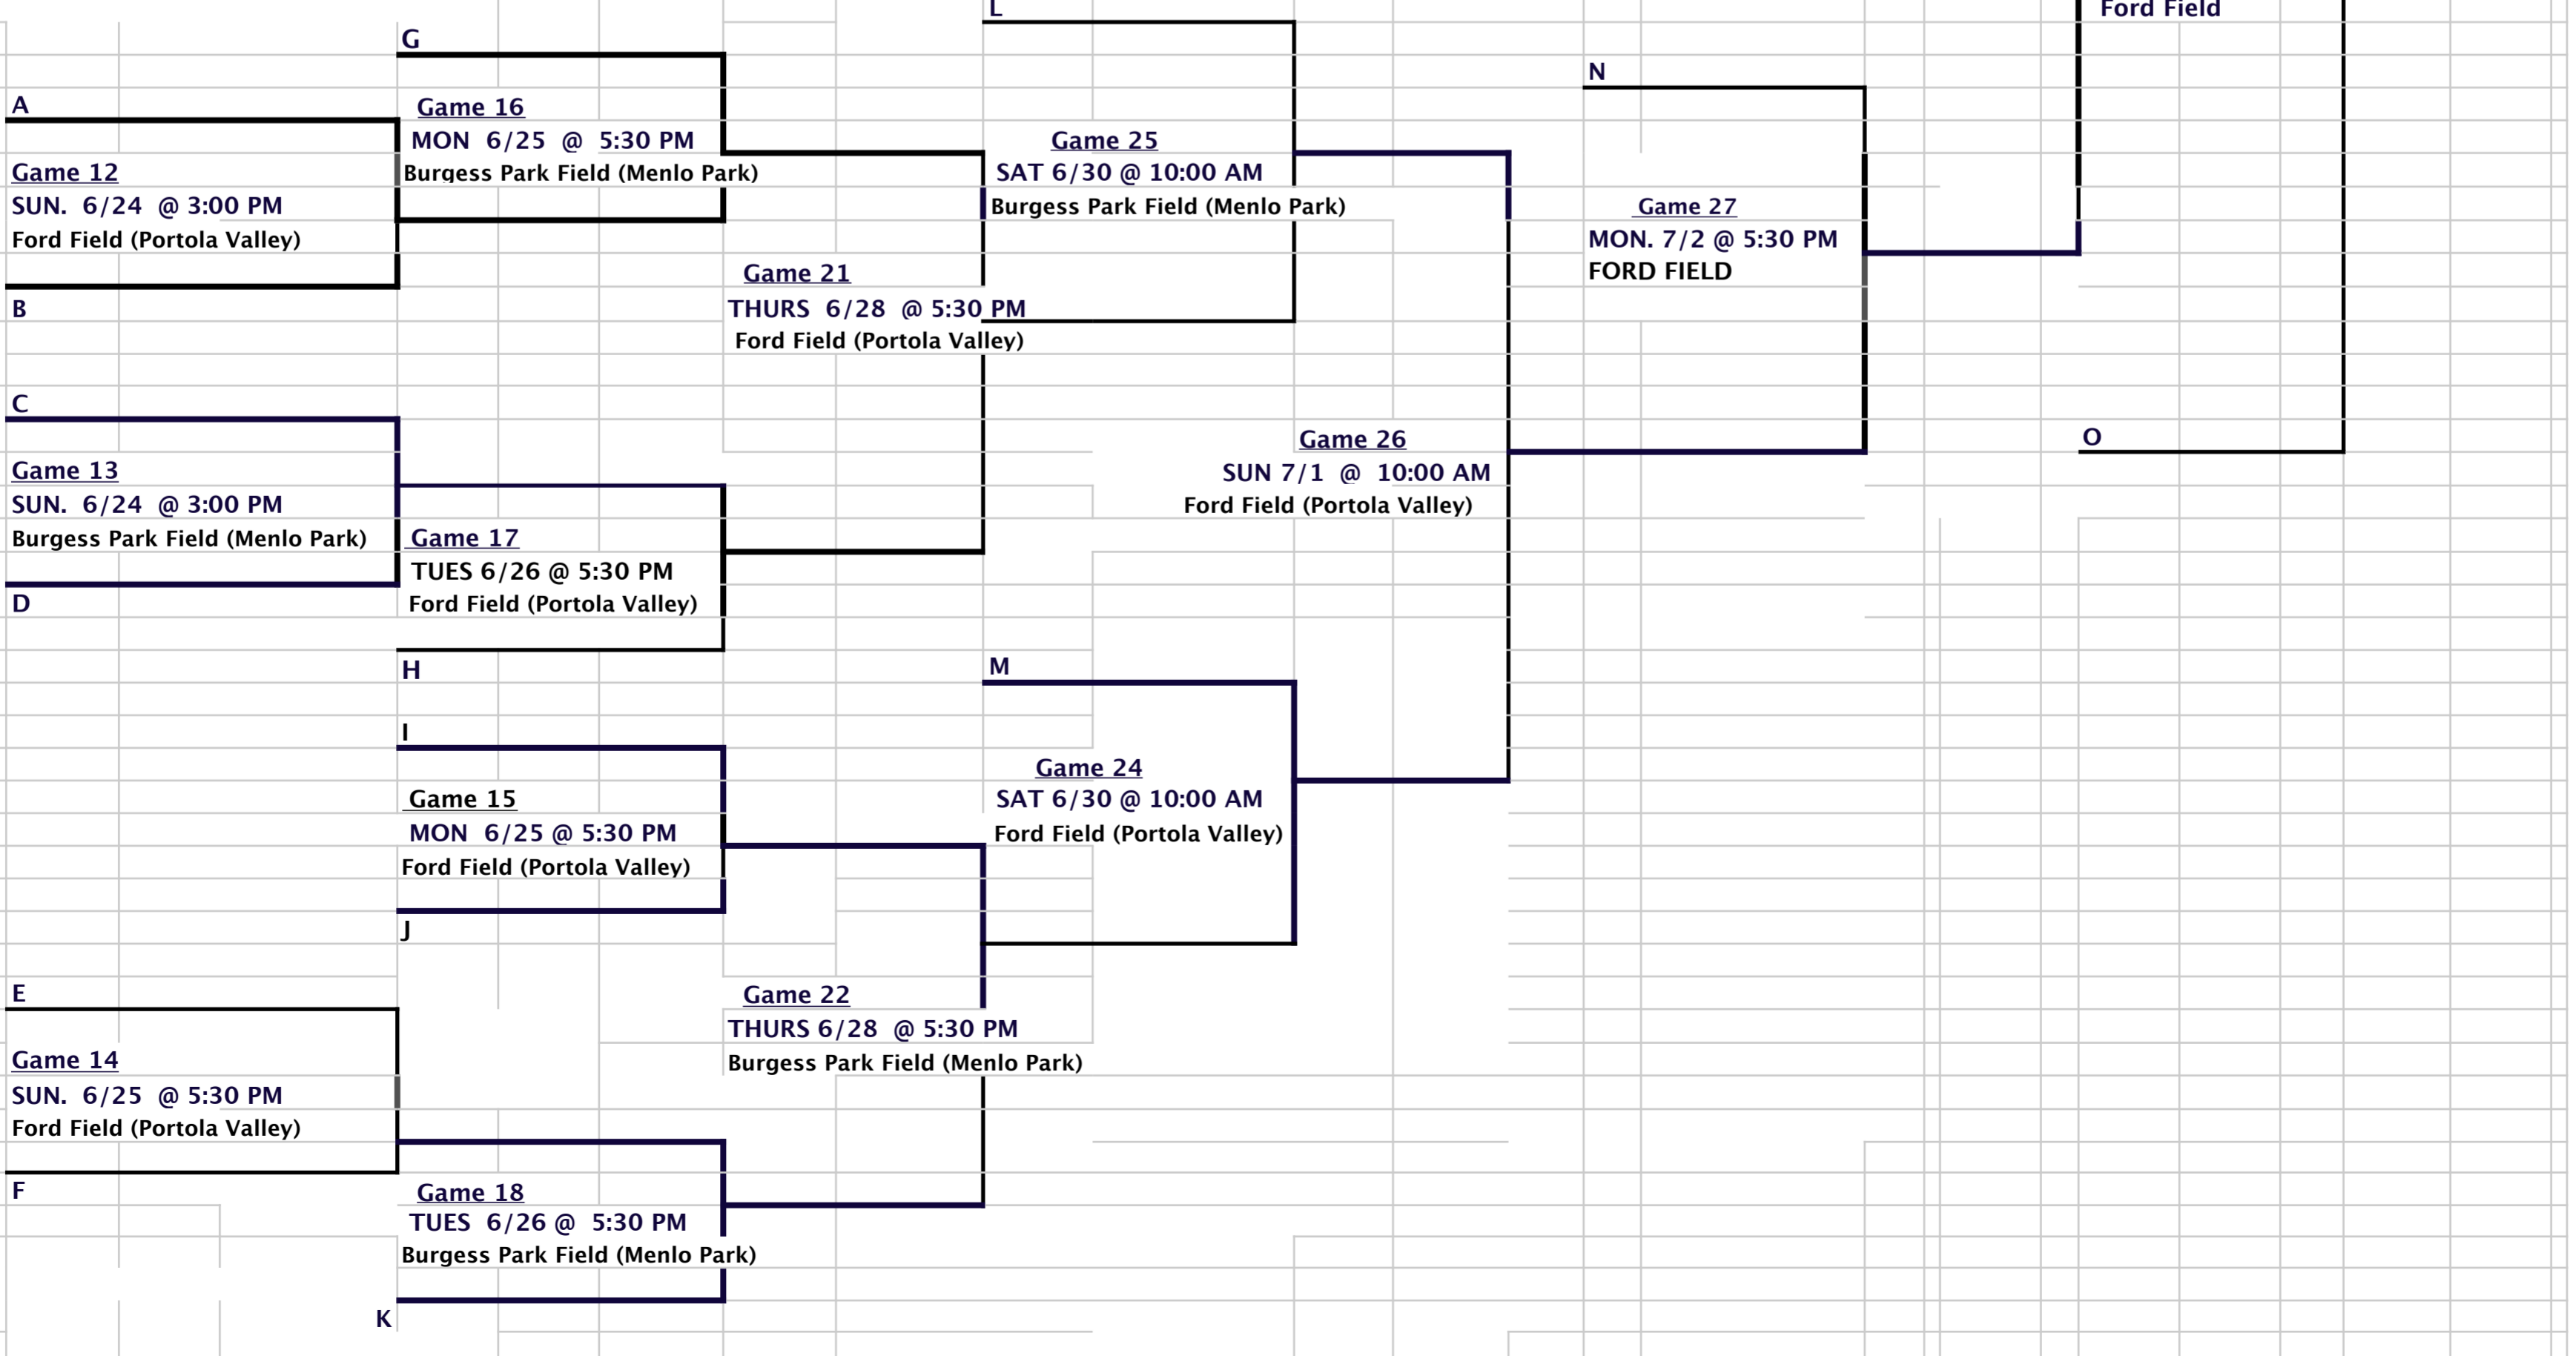 L
Ford Field
G
N
A
Game 16
MON 6/25 @ 5:30 PM
Burgess Park Field (Menlo Park)
Game 25
SAT 6/30 @ 10:00 AM
Burgess Park Field (Menlo Park)
Game 12
SUN. 6/24 @ 3:00 PM
Ford Field (Portola Valley)
Game 27
MON. 7/2 @ 5:30 PM
FORD FIELD
B
Game 21
THURS 6/28 @ 5:30 PM
Ford Field (Portola Valley)
C
Game 26
SUN 7/1 @ 10:00 AM
Ford Field (Portola Valley)
O
Game 13
SUN. 6/24 @ 3:00 PM
Burgess Park Field (Menlo Park)
Game 17
TUES 6/26 @ 5:30 PM
Ford Field (Portola Valley)
D
H
M
I
Game 24
SAT 6/30 @ 10:00 AM
Ford Field (Portola Valley)
Game 15
MON 6/25 @ 5:30 PM
Ford Field (Portola Valley)
J
E
Game 22
THURS 6/28 @ 5:30 PM
Burgess Park Field (Menlo Park)
Game 14
SUN. 6/25 @ 5:30 PM
Ford Field (Portola Valley)
F
Game 18
TUES 6/26 @ 5:30 PM
Burgess Park Field (Menlo Park)
K